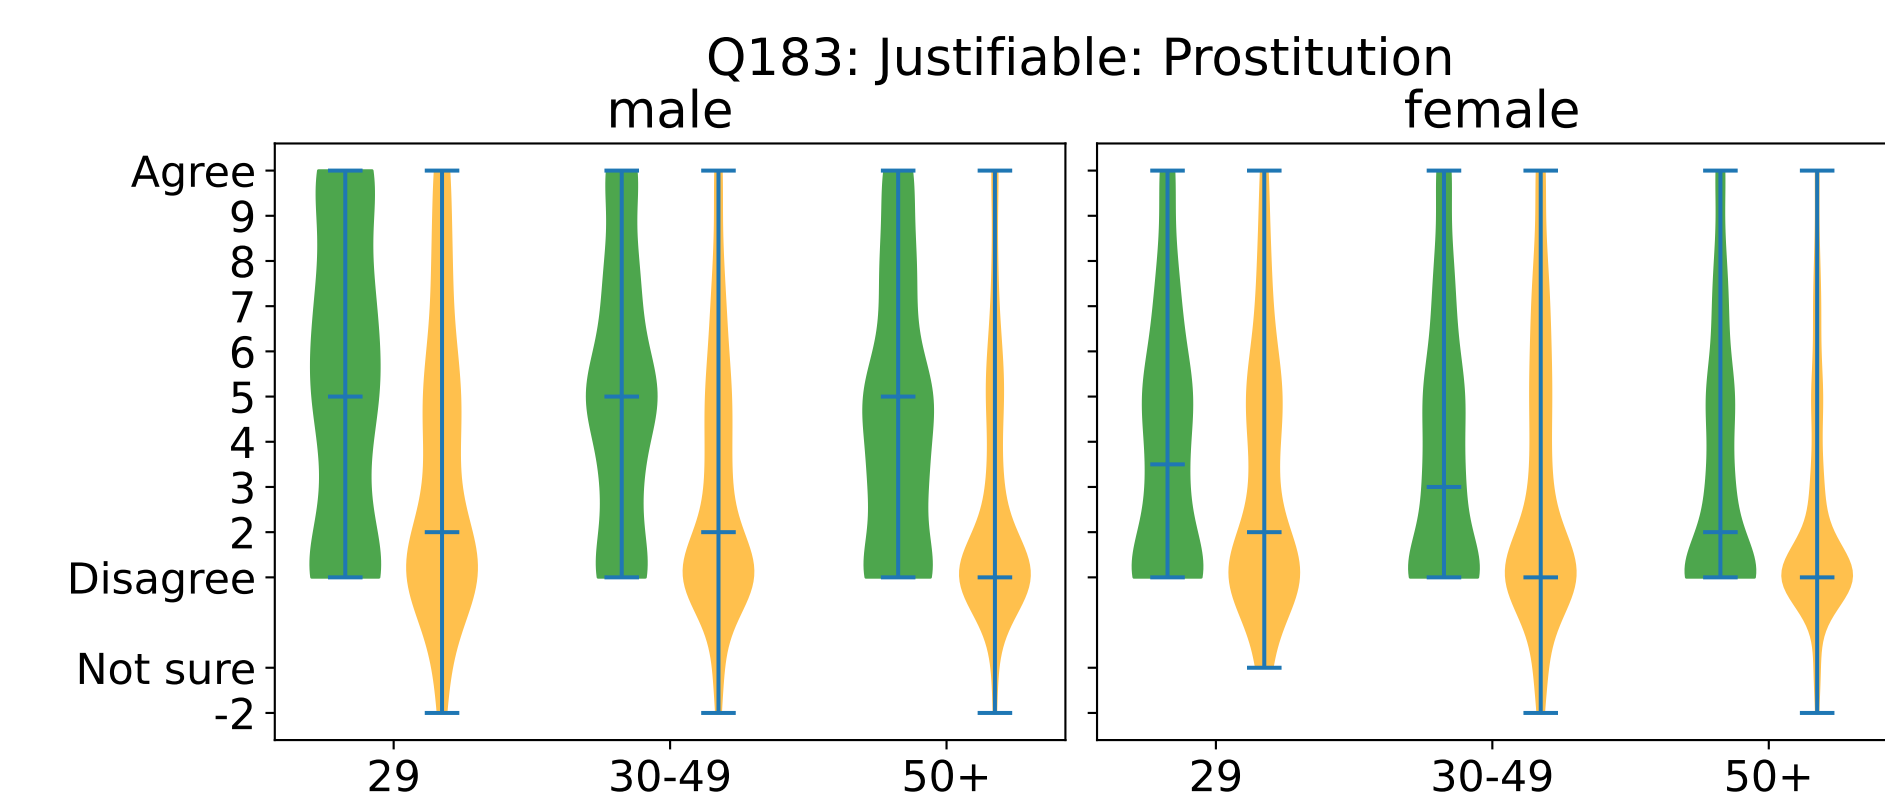 Q183: Justifiable: Prostitution
male
female
Agree
9
8
7
6
5
4
3
2
Disagree
Not sure
-2
29
30-49
50+
29
30-49
50+